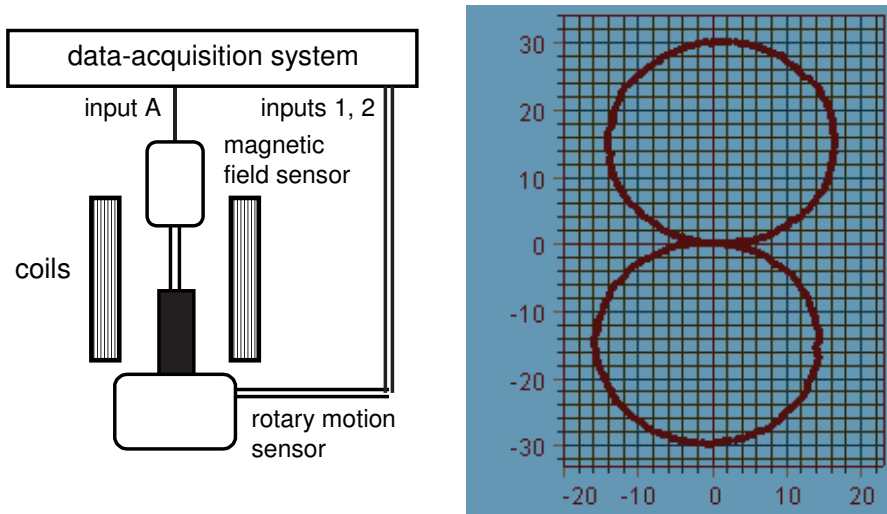 data-acquisition system
input A
inputs 1, 2
magnetic
field sensor
coils
rotary motion
sensor
30
20
10
0
-10
-20
-30
-20 -10 0 10 20